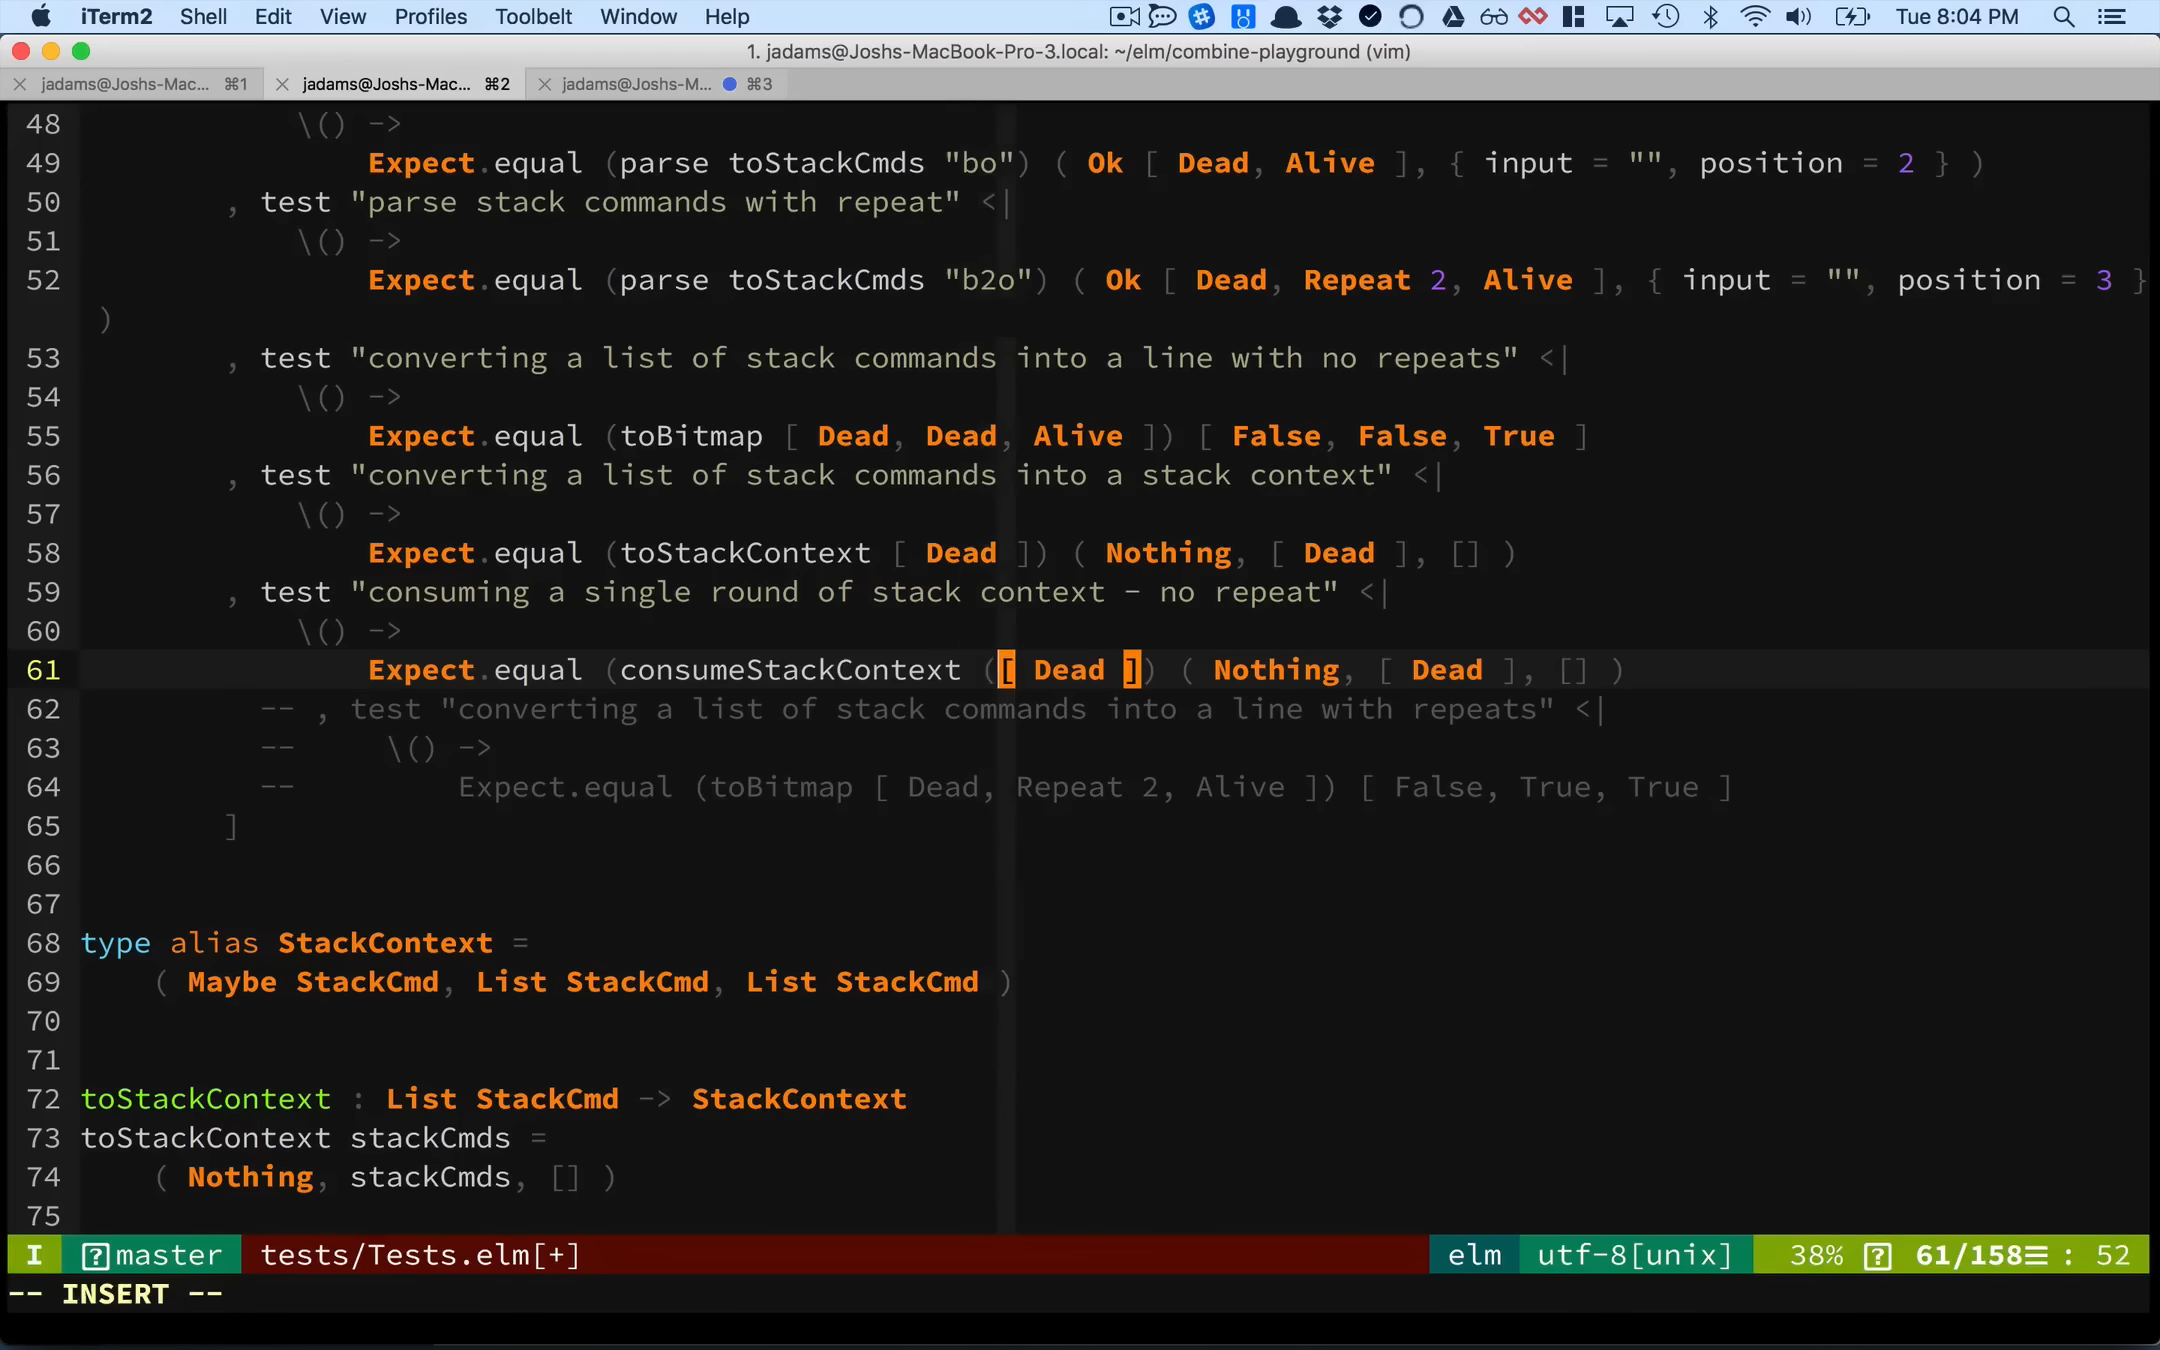 iTerm2 Shell Edit View Profiles Toolbelt Window Help Tue 8:04 PM
1. jadams@Joshs-MacBook-Pro-3.local: ~/elm/combine-playground (vim)
jadams@Joshs-Mac... ⌘1 jadams@Joshs-Mac... ⌘2 jadams@Joshs-M... ⌘3
48 \() ->
49 Expect.equal (parse toStackCmds "bo") ( Ok [ Dead, Alive ], { input = "", position = 2 } )
50 , test "parse stack commands with repeat" <|
51 \() ->
52 Expect.equal (parse toStackCmds "b2o") ( Ok [ Dead, Repeat 2, Alive ], { input = "", position = 3 }
)
53 , test "converting a list of stack commands into a line with no repeats" <|
54 \() ->
55 Expect.equal (toBitmap [ Dead, Dead, Alive ]) [ False, False, True ]
56 , test "converting a list of stack commands into a stack context" <|
57 \() ->
58 Expect.equal (toStackContext [ Dead ]) ( Nothing, [ Dead ], [] )
59 , test "consuming a single round of stack context - no repeat" <|
60 \() ->
61 Expect.equal (consumeStackContext ([ Dead ]) ( Nothing, [ Dead ], [] )
62 -- , test "converting a list of stack commands into a line with repeats" <|
63 -- \() ->
64 -- Expect.equal (toBitmap [ Dead, Repeat 2, Alive ]) [ False, True, True ]
65 ]
66
67
68 type alias StackContext =
69 ( Maybe StackCmd, List StackCmd, List StackCmd )
70
71
72 toStackContext : List StackCmd -> StackContext
73 toStackContext stackCmds =
74 ( Nothing, stackCmds, [] )
75
I ?master tests/Tests.elm[+] elm utf-8[unix] 38% ? 61/158☰ : 52
-- INSERT --